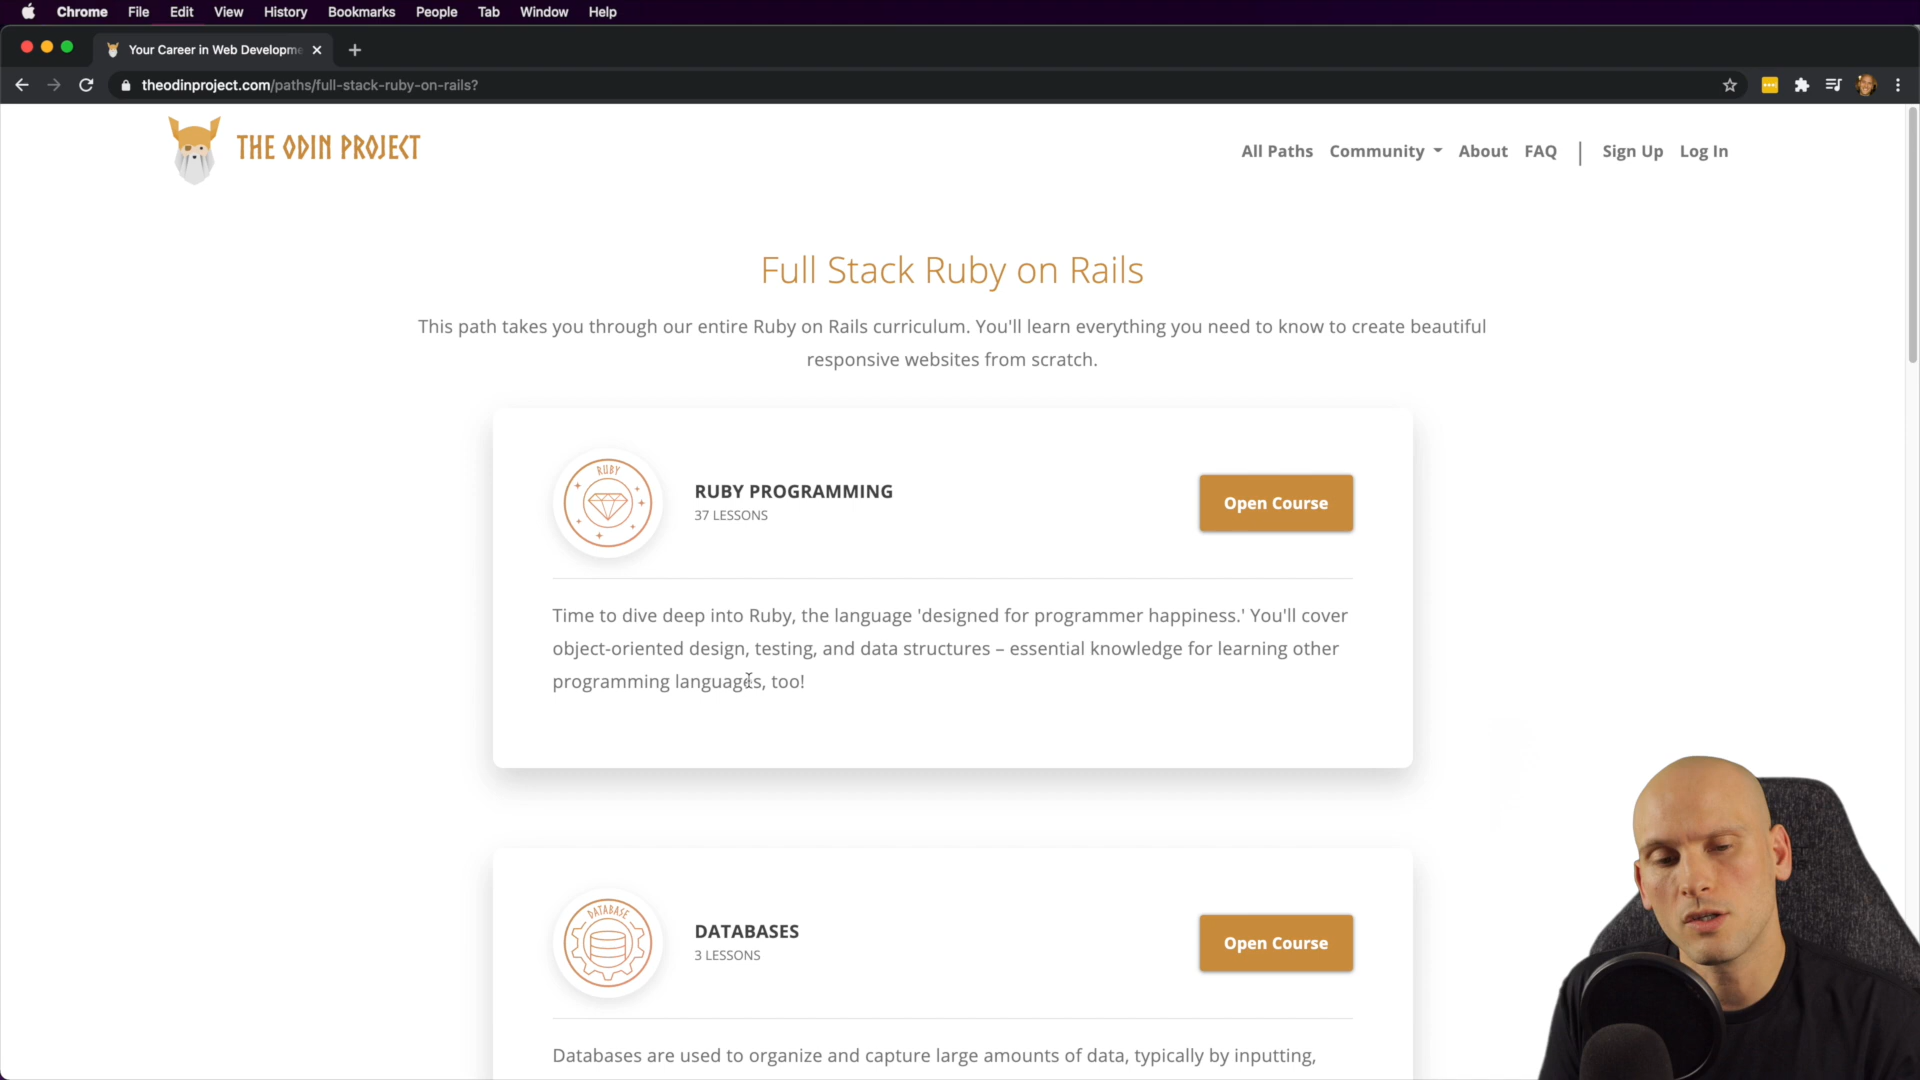 Chrome File Edit View History Bookmarks People Tab Window Help
Your Career in Web Developme
theodinproject.com/paths/full-stack-ruby-on-rails?
THE ODIN PROJECT
All Paths Community About FAQ | Sign Up Log In
Full Stack Ruby on Rails
This path takes you through our entire Ruby on Rails curriculum. You'll learn everything you need to know to create beautiful
responsive websites from scratch.
RUBY
RUBY PROGRAMMING
37 LESSONS
Open Course
Time to dive deep into Ruby, the language 'designed for programmer happiness.' You'll cover
object-oriented design, testing, and data structures – essential knowledge for learning other
programming languages, too!
DATABASE
DATABASES
3 LESSONS
Open Course
Databases are used to organize and capture large amounts of data, typically by inputting,